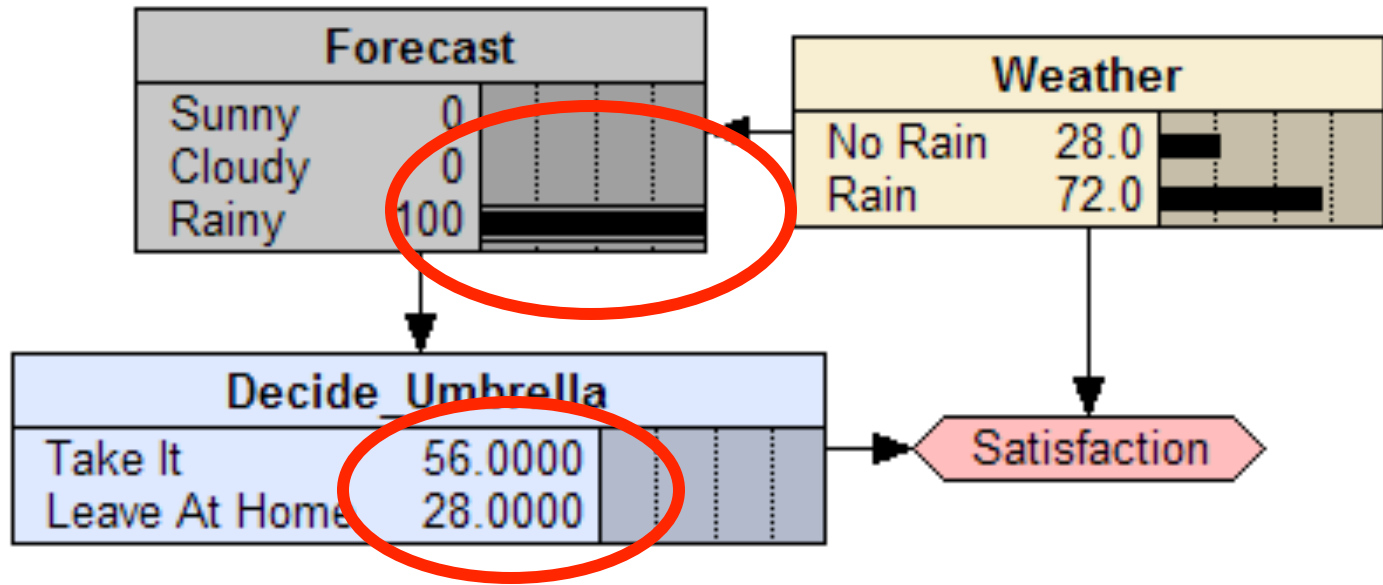 Forecast
Sunny 0
Cloudy 0
Rainy 100
Weather
No Rain 28.0
Rain 72.0
Decide_Umbrella
Take It 56.0000
Leave At Home 28.0000
Satisfaction